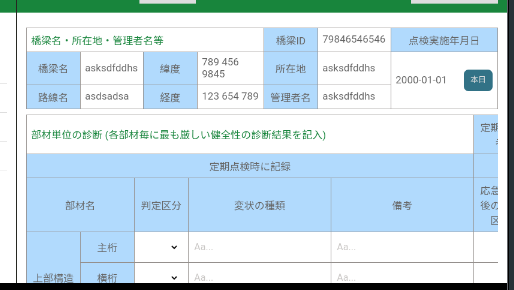 橋梁名・所在地・管理者名等 橋梁ID 79846546546 点検実施年月日
橋梁名 asksdfddhs 緯度 789 456 9845 所在地 asksdfddhs 2000-01-01 本日
路線名 asdsadsa 経度 123 654 789 管理者名 asksdfddhs
部材単位の診断 (各部材毎に最も厳しい健全性の診断結果を記入) 定期
定期点検時に記録
部材名 判定区分 変状の種類 備考 応急 後の 区
上部構造 主桁 Aa... Aa...
横桁 Aa... Aa...